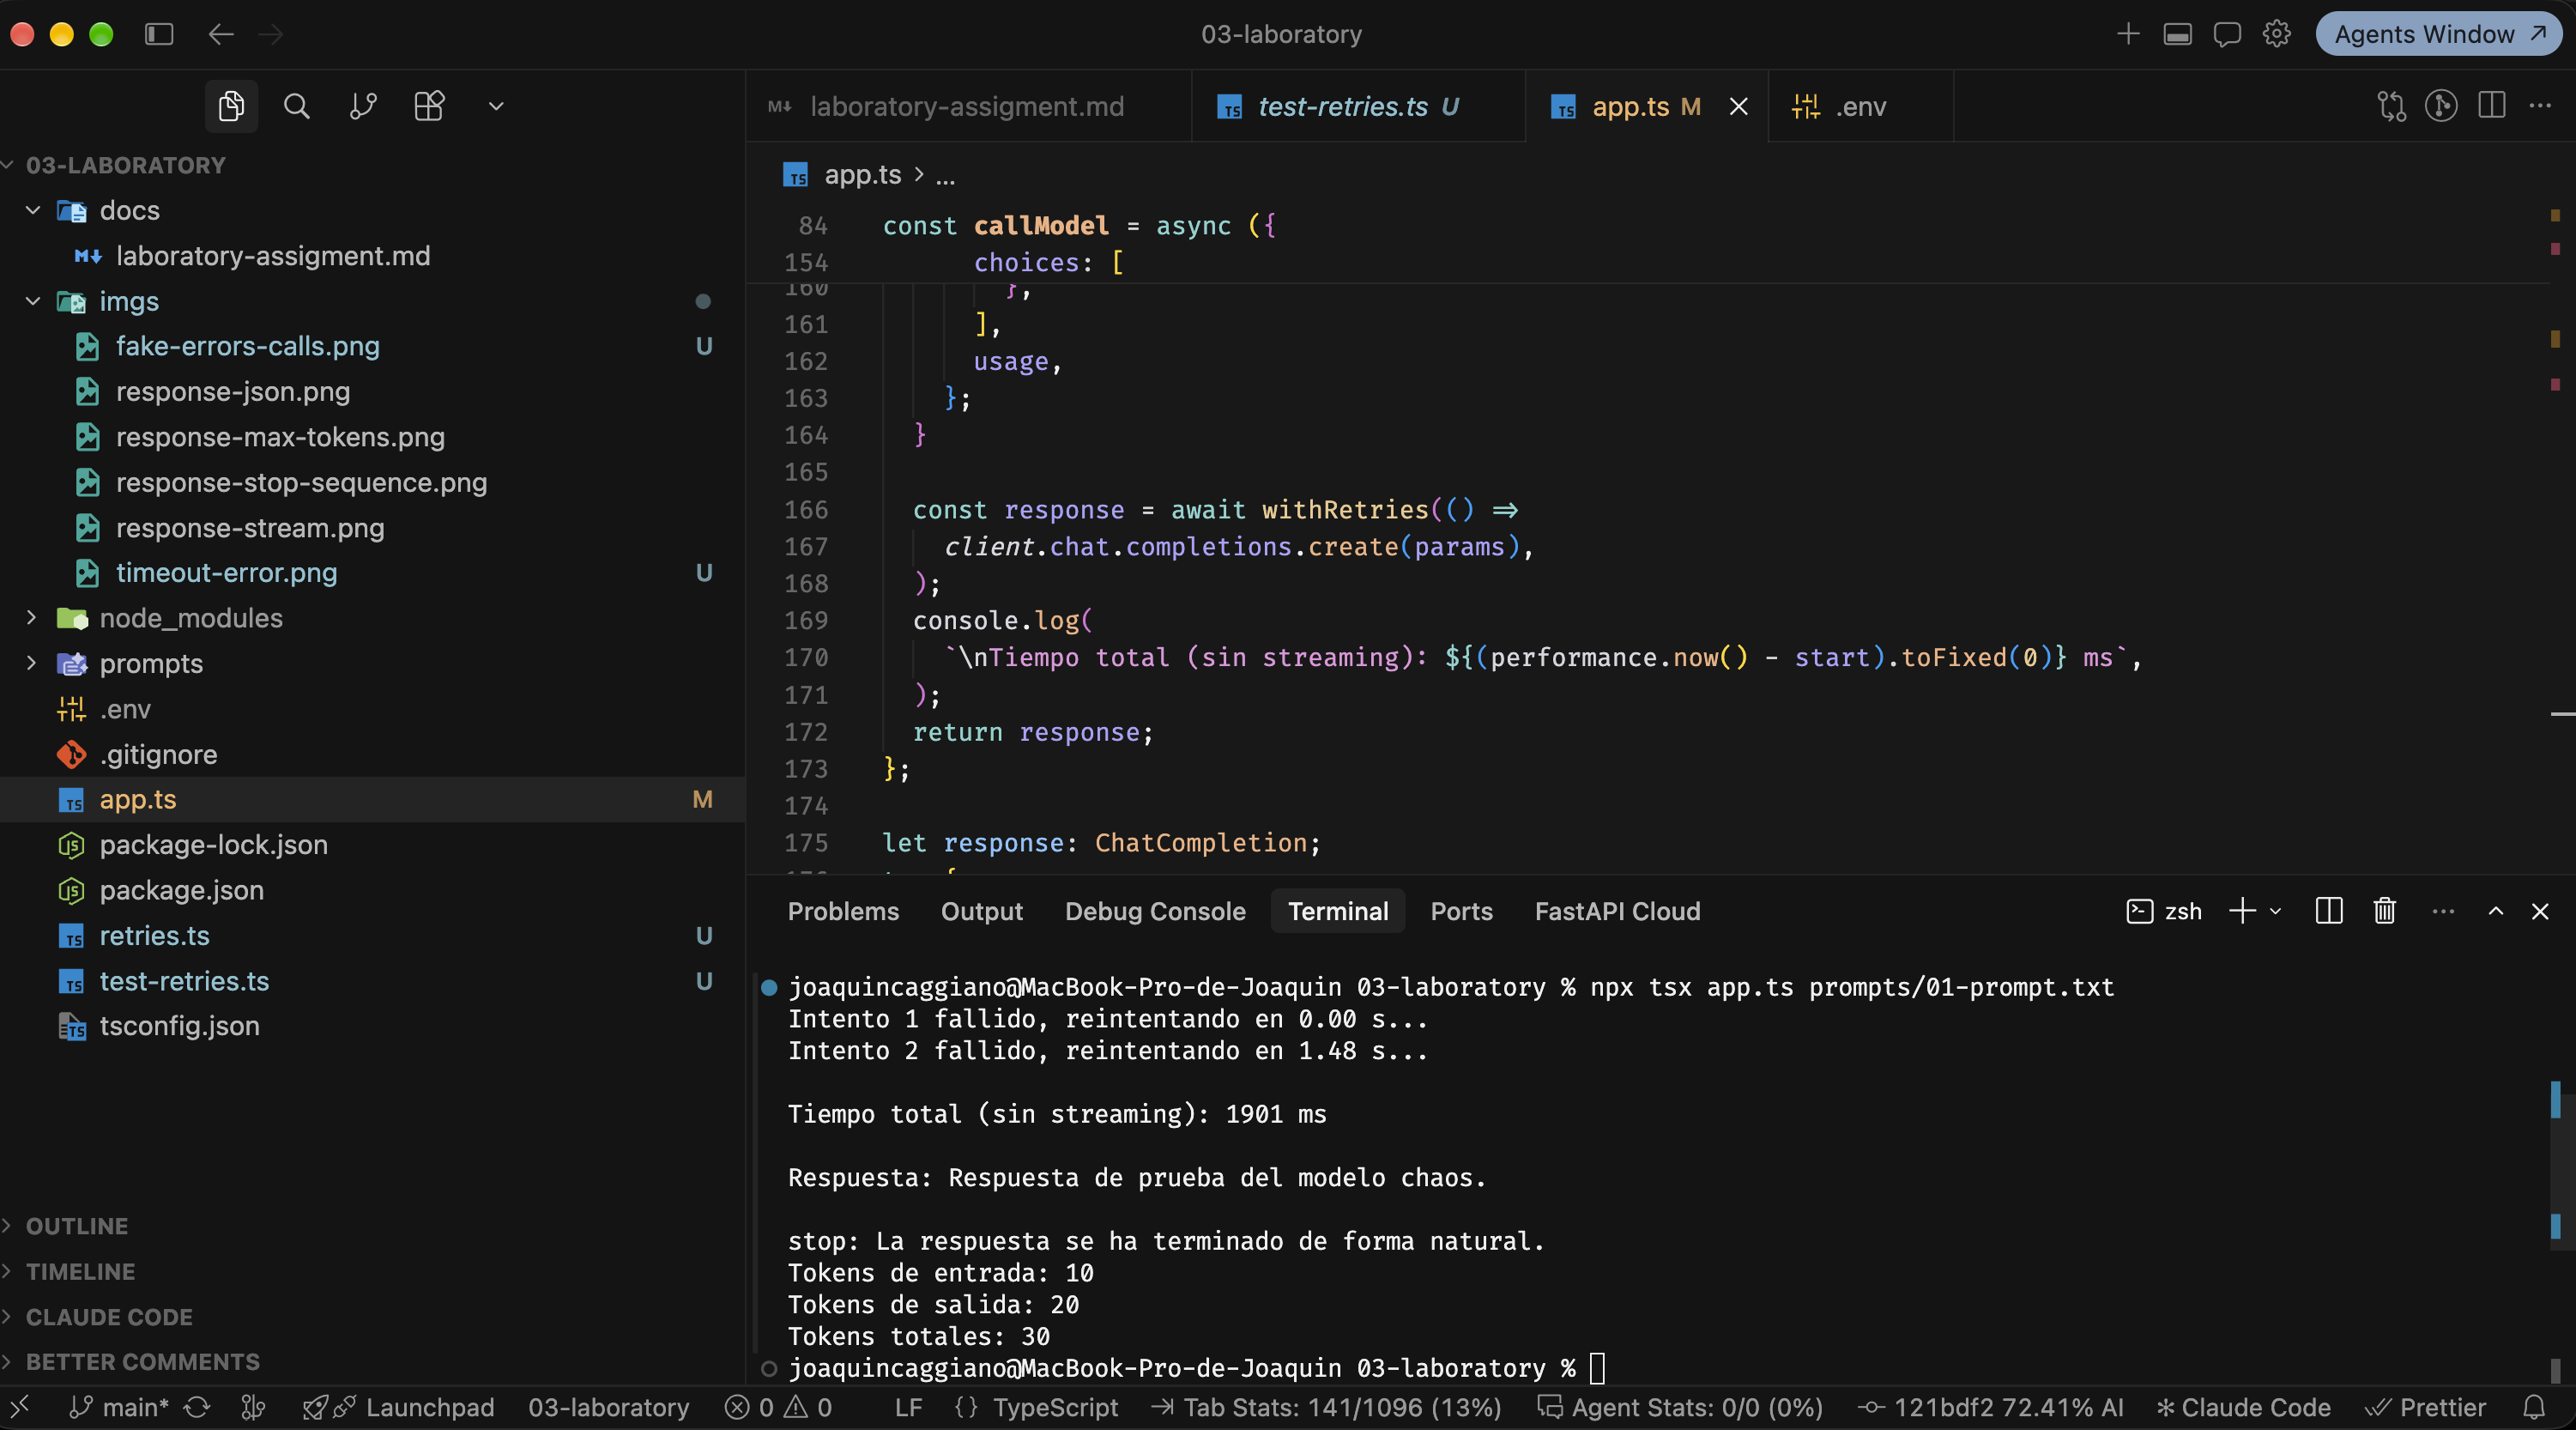 03-laboratory
Agents Window
laboratory-assigment.md
test-retries.ts U
app.ts M
.env
03-LABORATORY
docs
laboratory-assigment.md
imgs
fake-errors-calls.png U
response-json.png
response-max-tokens.png
response-stop-sequence.png
response-stream.png
timeout-error.png U
node_modules
prompts
.env
.gitignore
app.ts M
package-lock.json
package.json
retries.ts U
test-retries.ts U
tsconfig.json
OUTLINE
TIMELINE
CLAUDE CODE
BETTER COMMENTS
app.ts > ...
84 const callModel = async ({
154 choices: [
160 },
161 ],
162 usage,
163 };
164 }
165
166 const response = await withRetries(() =>
167 client.chat.completions.create(params),
168 );
169 console.log(
170 `\nTiempo total (sin streaming): ${(performance.now() - start).toFixed(0)} ms`,
171 );
172 return response;
173 };
174
175 let response: ChatCompletion;
Problems Output Debug Console Terminal Ports FastAPI Cloud
zsh
joaquincaggiano@MacBook-Pro-de-Joaquin 03-laboratory % npx tsx app.ts prompts/01-prompt.txt
Intento 1 fallido, reintentando en 0.00 s...
Intento 2 fallido, reintentando en 1.48 s...
Tiempo total (sin streaming): 1901 ms
Respuesta: Respuesta de prueba del modelo chaos.
stop: La respuesta se ha terminado de forma natural.
Tokens de entrada: 10
Tokens de salida: 20
Tokens totales: 30
joaquincaggiano@MacBook-Pro-de-Joaquin 03-laboratory %
main* Launchpad 03-laboratory 0 0 LF {} TypeScript Tab Stats: 141/1096 (13%) Agent Stats: 0/0 (0%) 121bdf2 72.41% AI Claude Code Prettier